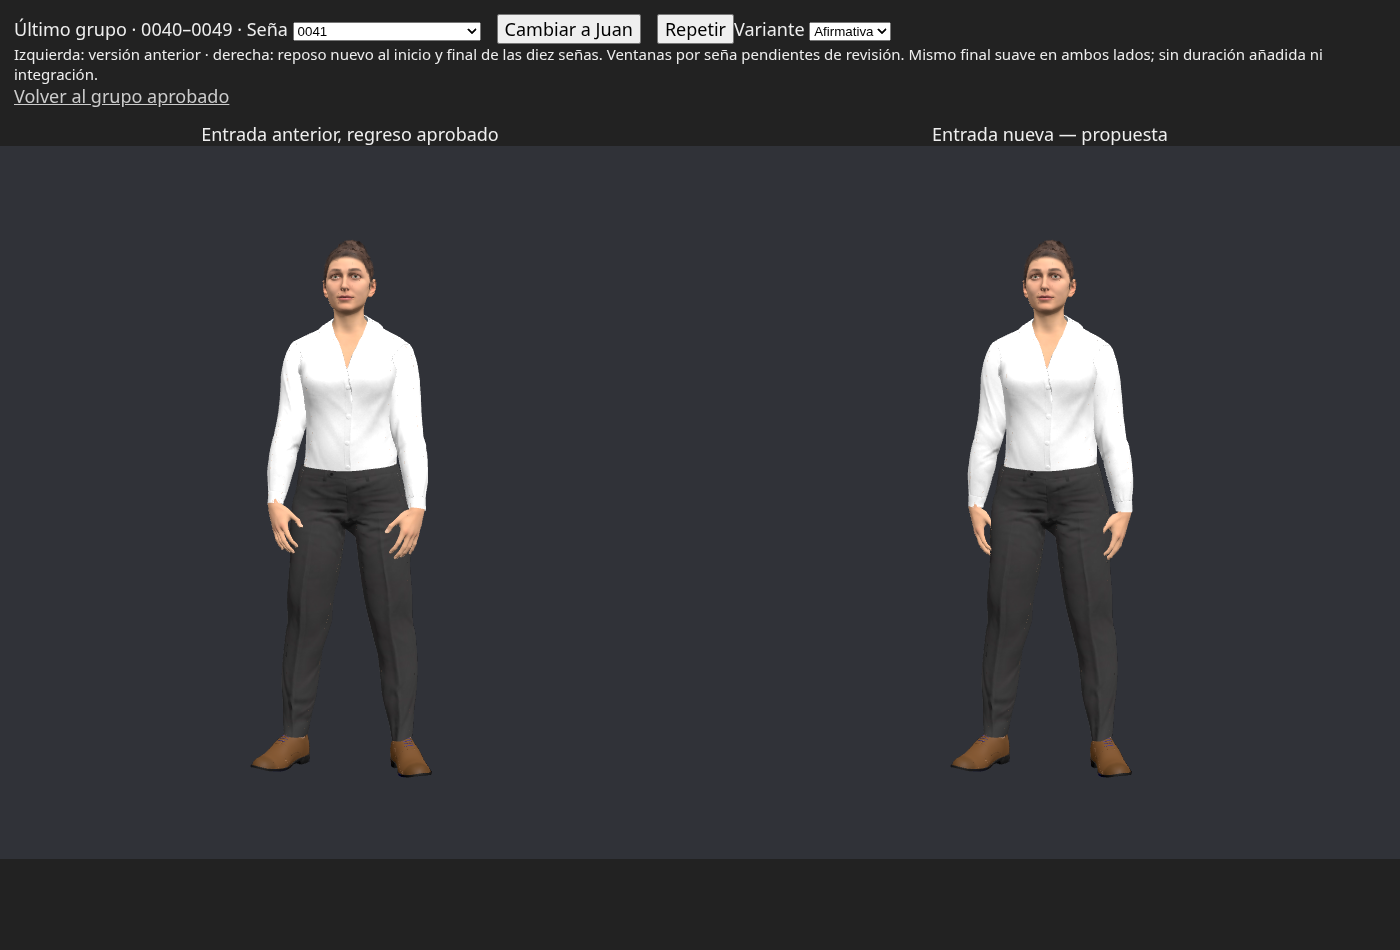 Último grupo · 0040–0049 · Seña 0041 Cambiar a Juan Repetir Variante Afirmativa
Izquierda: versión anterior · derecha: reposo nuevo al inicio y final de las diez señas. Ventanas por seña pendientes de revisión. Mismo final suave en ambos lados; sin duración añadida ni
integración.
Volver al grupo aprobado
Entrada anterior, regreso aprobado
Entrada nueva — propuesta